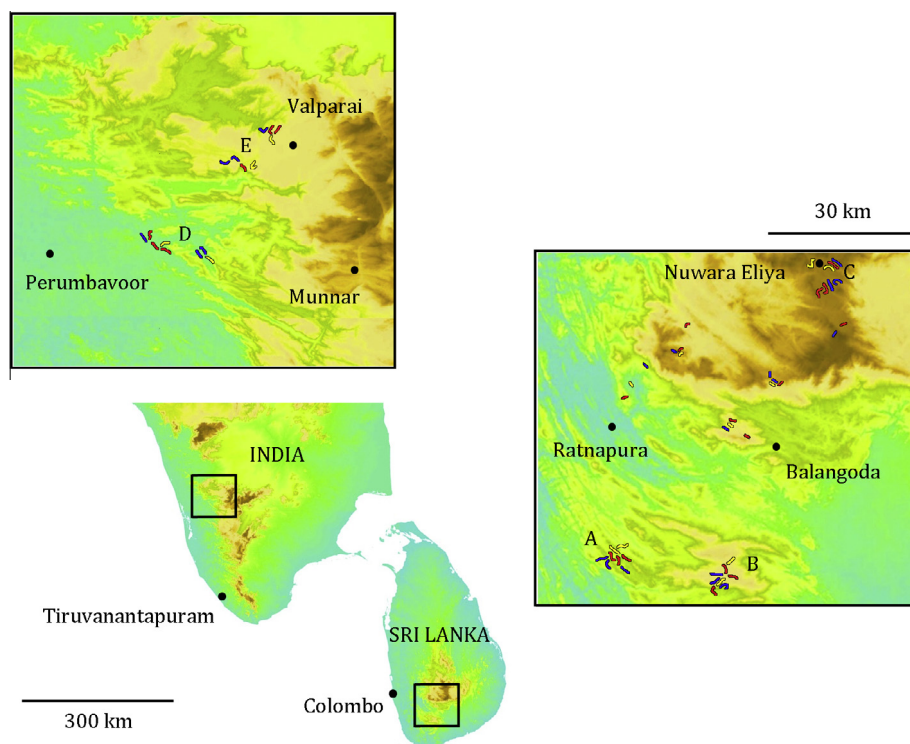 Valparai
E
D
Perumbavoor
Munnar
30 km
Nuwara Eliya
C
Ratnapura
Balangoda
A
B
INDIA
Tiruvanantapuram
SRI LANKA
Colombo
300 km